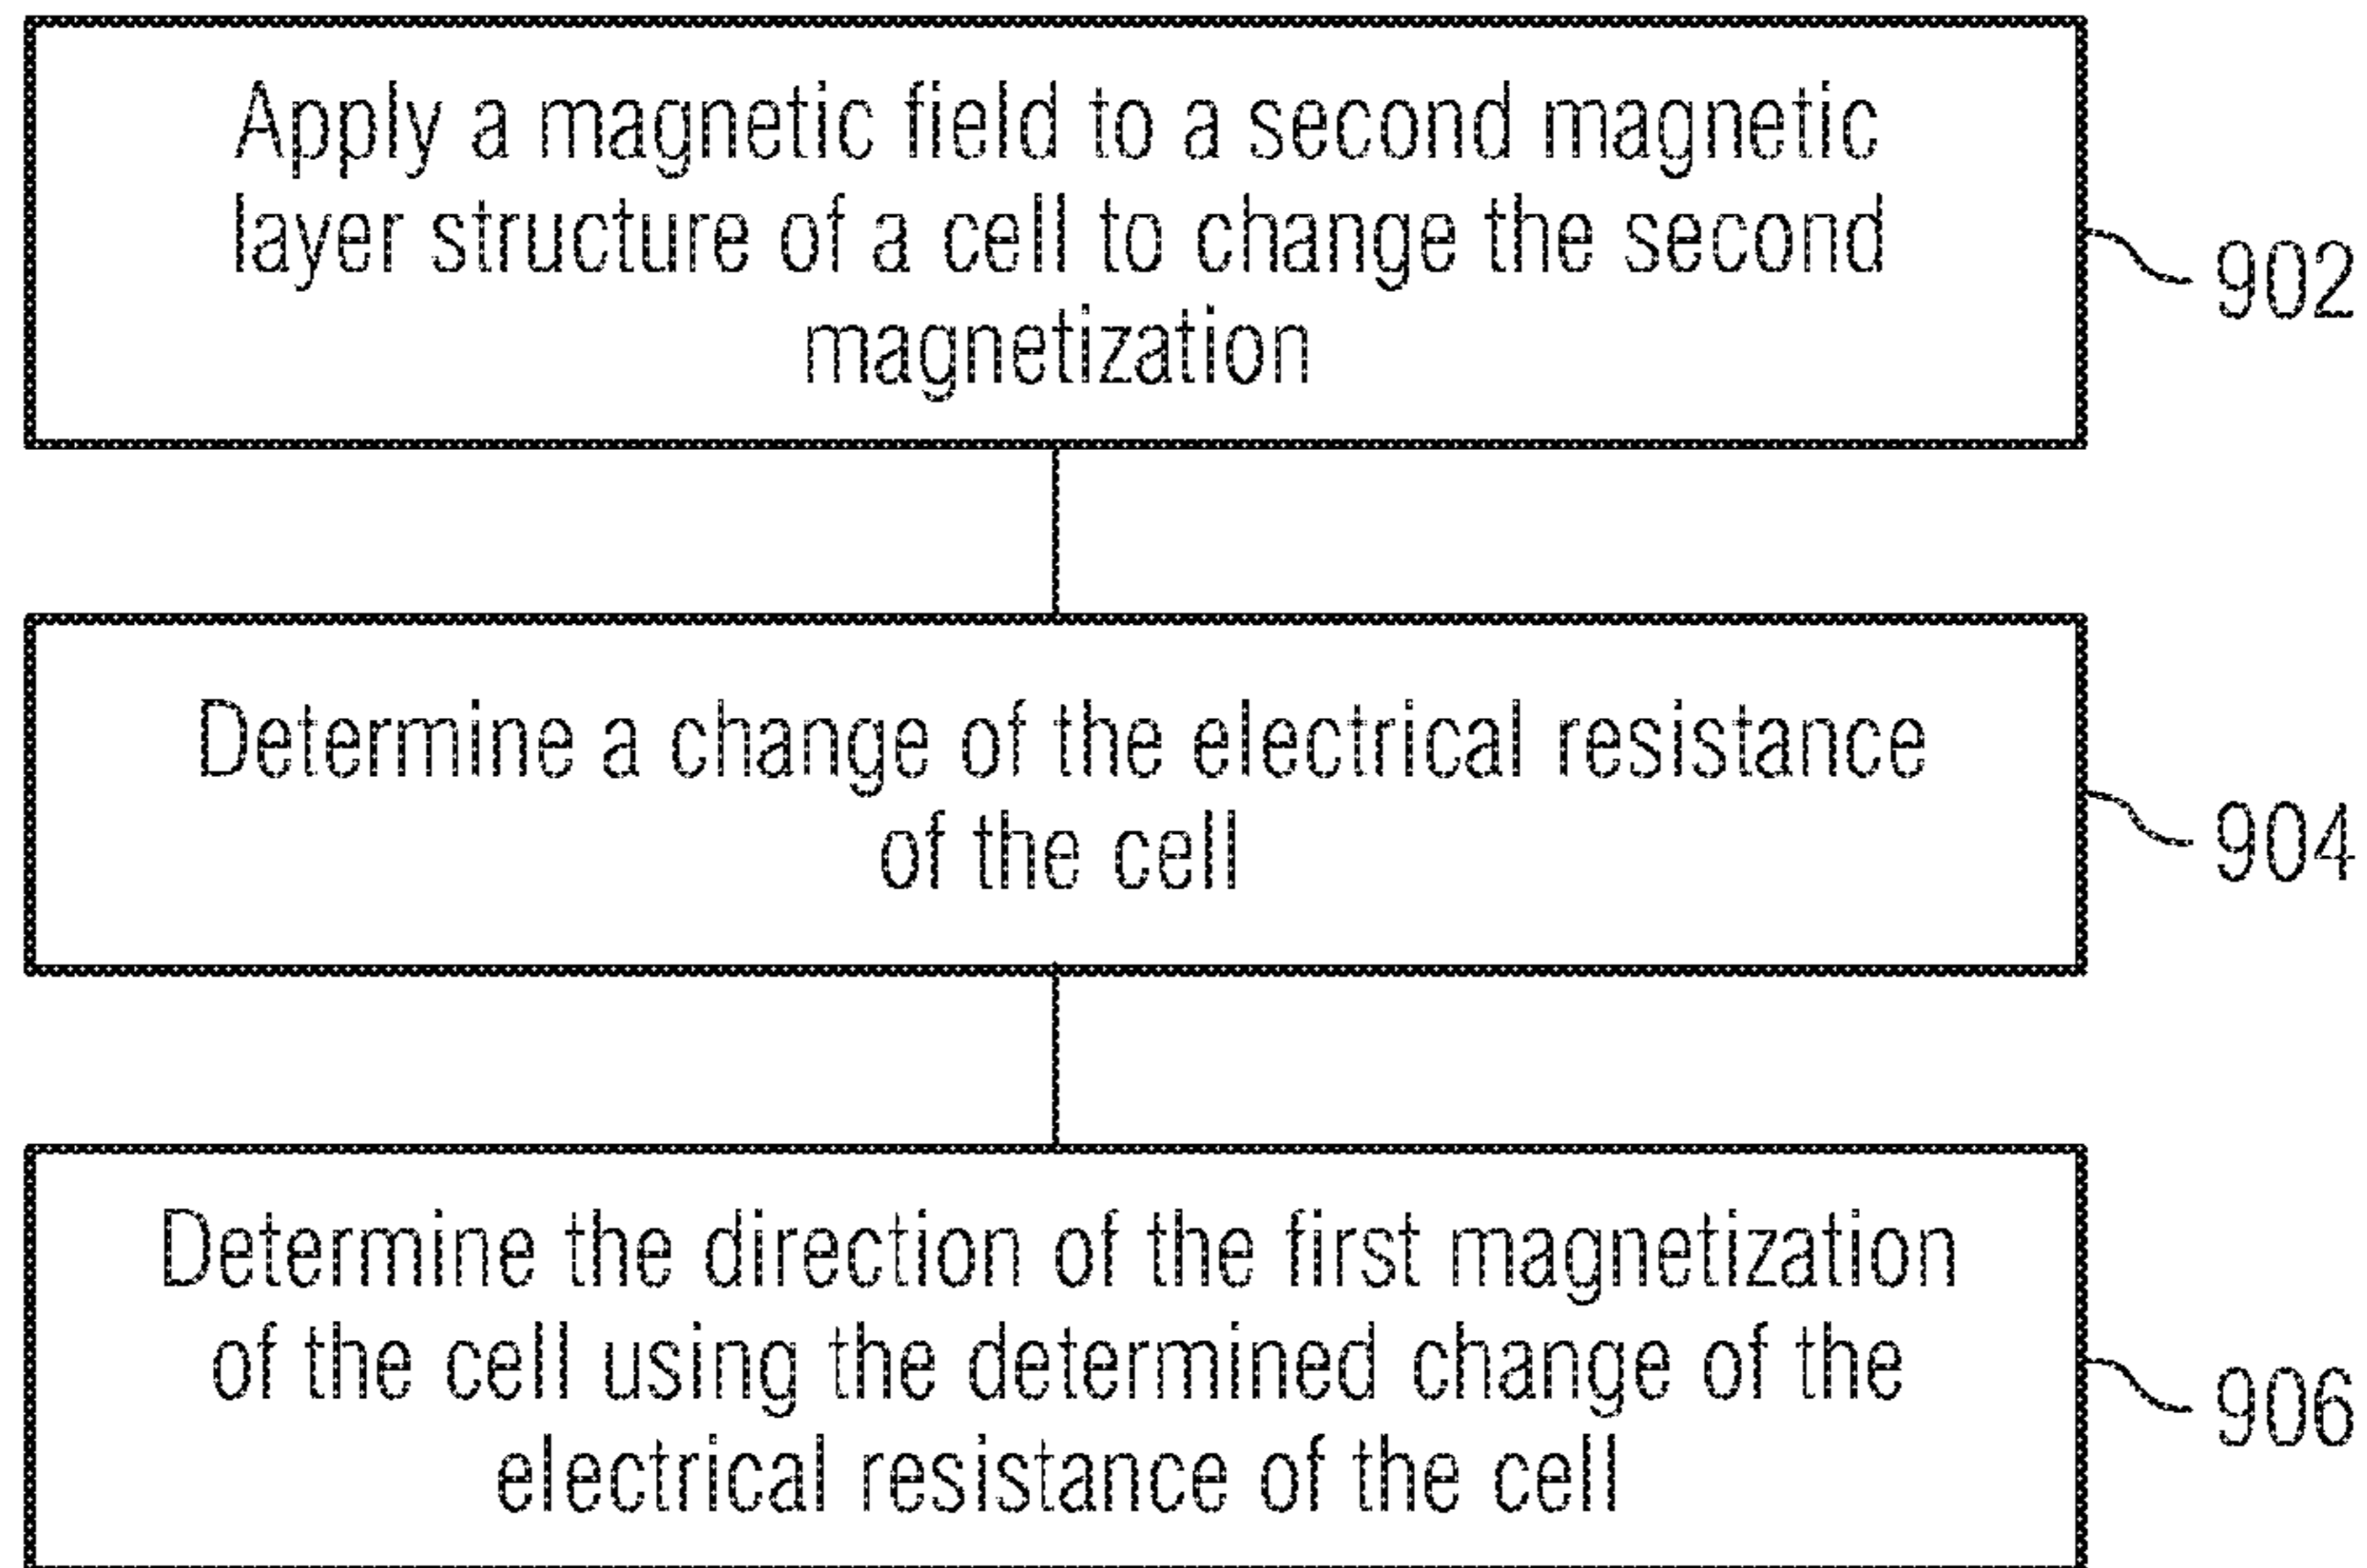 Apply a magnetic field to a second magnetic
layer structure of a cell to change the second
magnetization
902
Determine a change of the electrical resistance
of the cell
904
Determine the direction of the first magnetization
of the cell using the determined change of the
electrical resistance of the cell
906